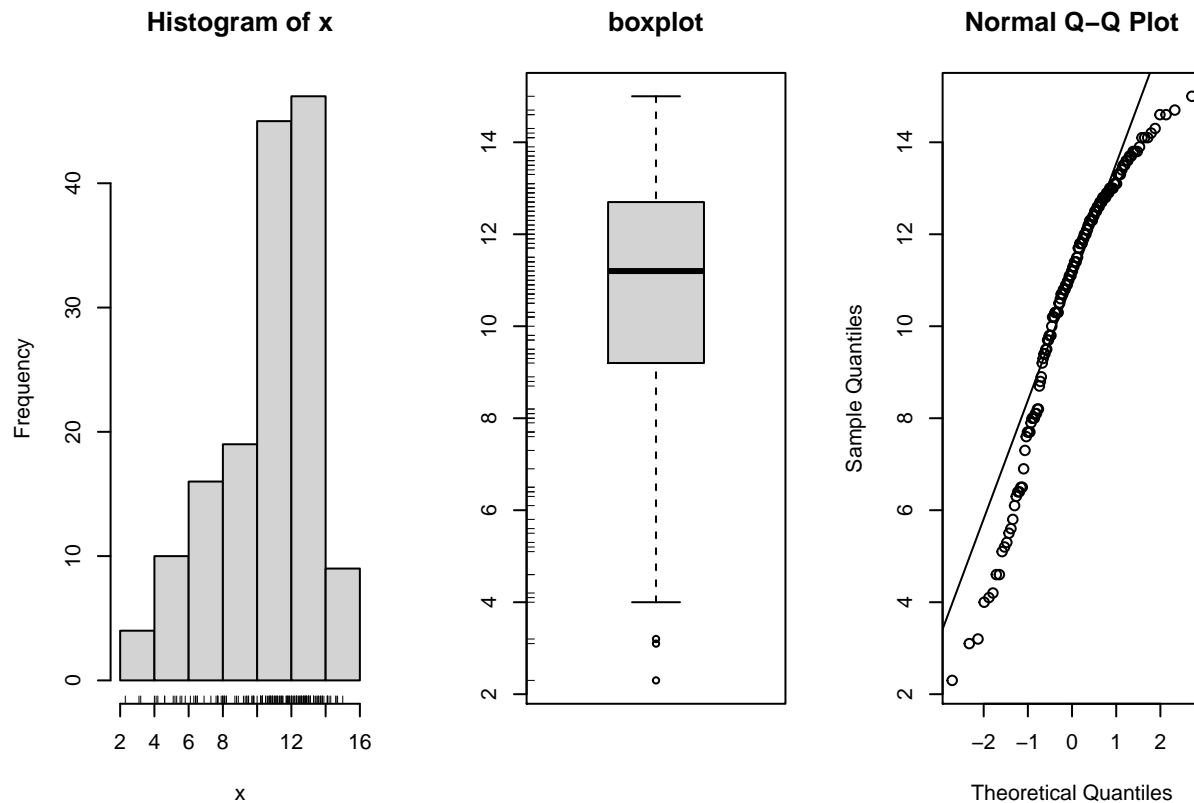 Histogram of x
Frequency
0 10 20 30 40
2 4 6 8 12 16
x
boxplot
2 4 6 8 10 12 14
Normal Q−Q Plot
Sample Quantiles
2 4 6 8 10 12 14
−2 −1 0 1 2
Theoretical Quantiles